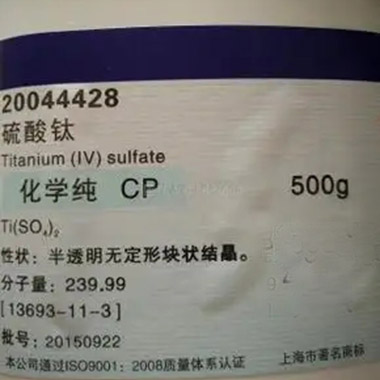 20044428
硫酸钛
Titanium (IV) sulfate
化学纯 CP 500g
Ti(SO₄)₂
性状: 半透明无定形块状结晶。
分子量: 239.99
[13693-11-3]
批号: 20150922
本公司通过ISO9001: 2008质量体系认证 上海市著名商标